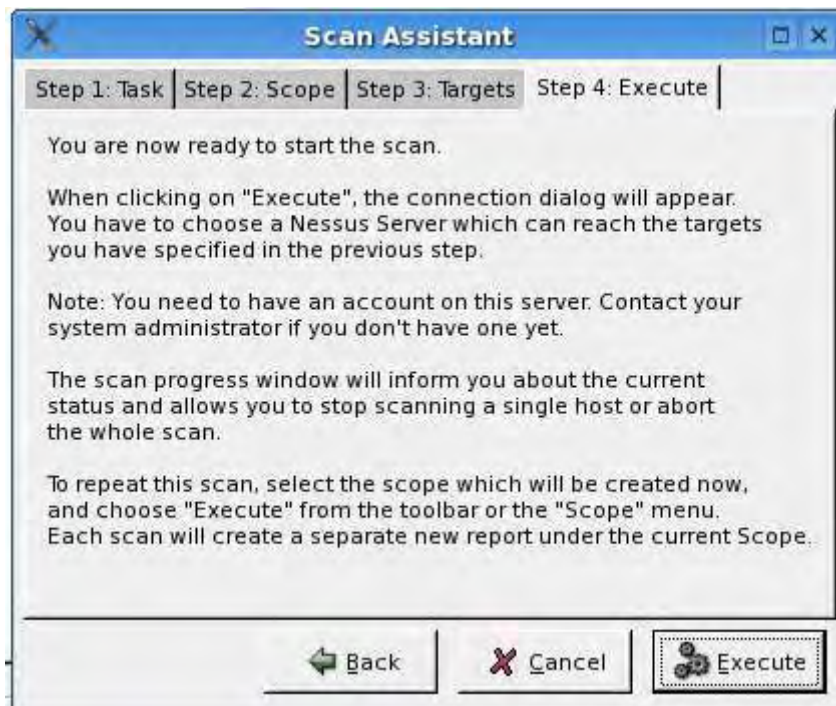 Scan Assistant
Step 1: Task
Step 2: Scope
Step 3: Targets
Step 4: Execute
You are now ready to start the scan.
When clicking on "Execute", the connection dialog will appear.
You have to choose a Nessus Server which can reach the targets
you have specified in the previous step.
Note: You need to have an account on this server. Contact your
system administrator if you don't have one yet.
The scan progress window will inform you about the current
status and allows you to stop scanning a single host or abort
the whole scan.
To repeat this scan, select the scope which will be created now,
and choose "Execute" from the toolbar or the "Scope" menu.
Each scan will create a separate new report under the current Scope.
Back
Cancel
Execute